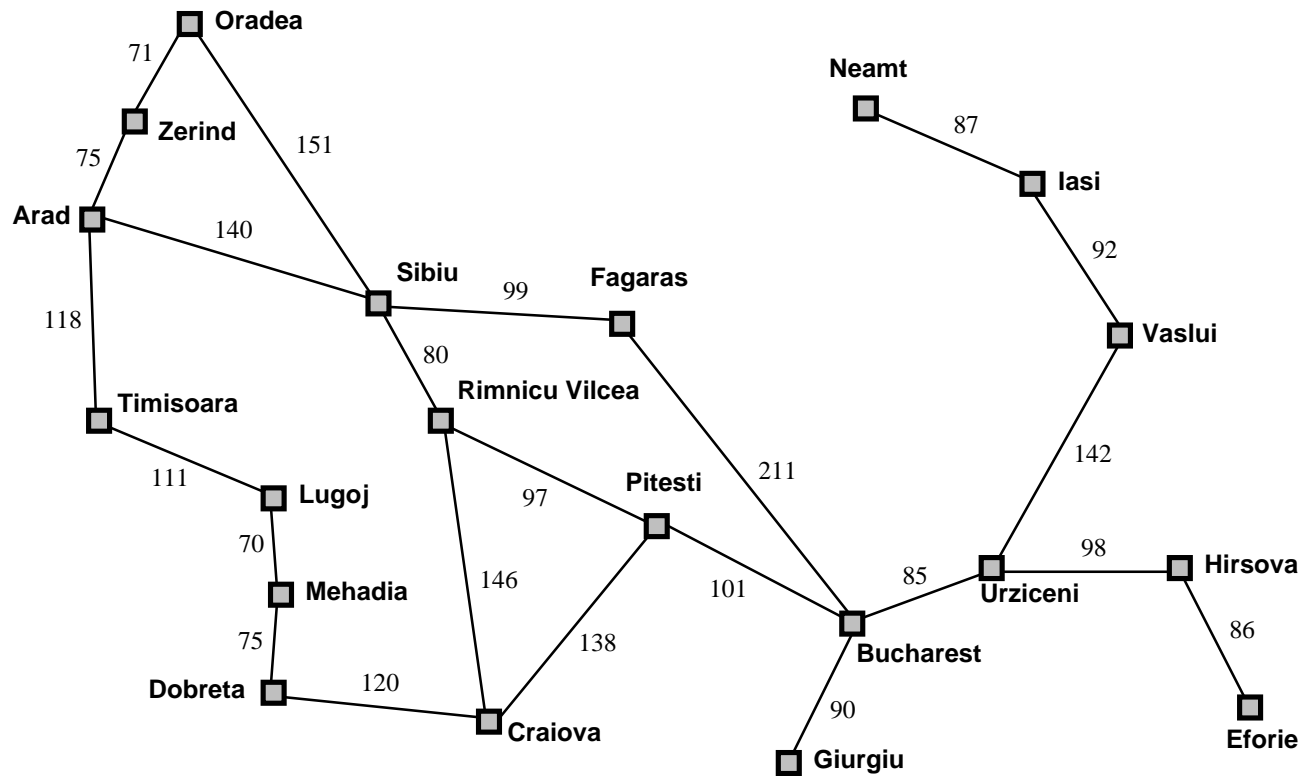 Oradea
71
Neamt
Zerind
87
151
75
Iasi
Arad
140
92
Sibiu
Fagaras
99
118
Vaslui
80
Rimnicu Vilcea
Timisoara
142
111
Pitesti
211
Lugoj
97
70
98
Hirsova
Mehadia
146
101
85
Urziceni
75
138
86
Bucharest
Dobreta
120
90
Craiova
Eforie
Giurgiu